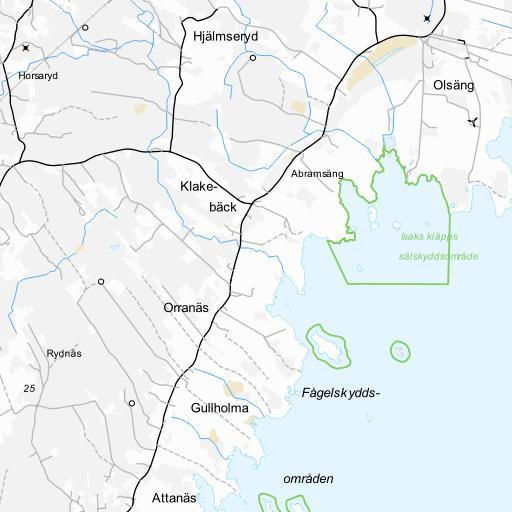 Hjälmseryd
Horsaryd
Olsäng
Abramsäng
Klake-
bäck
Isaks kläpps
sälskyddsområde
Orranäs
Rydnäs
25
Fågelskydds-
Gullholma
områden
Attanäs